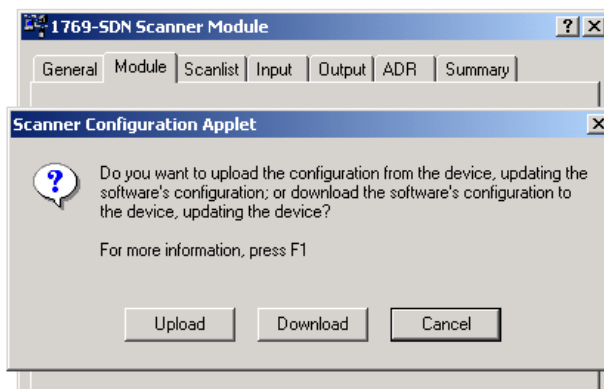 1769-SDN Scanner Module
General Module Scanlist Input Output ADR Summary
Scanner Configuration Applet
Do you want to upload the configuration from the device, updating the
software's configuration; or download the software's configuration to
the device, updating the device?
For more information, press F1
Upload Download Cancel